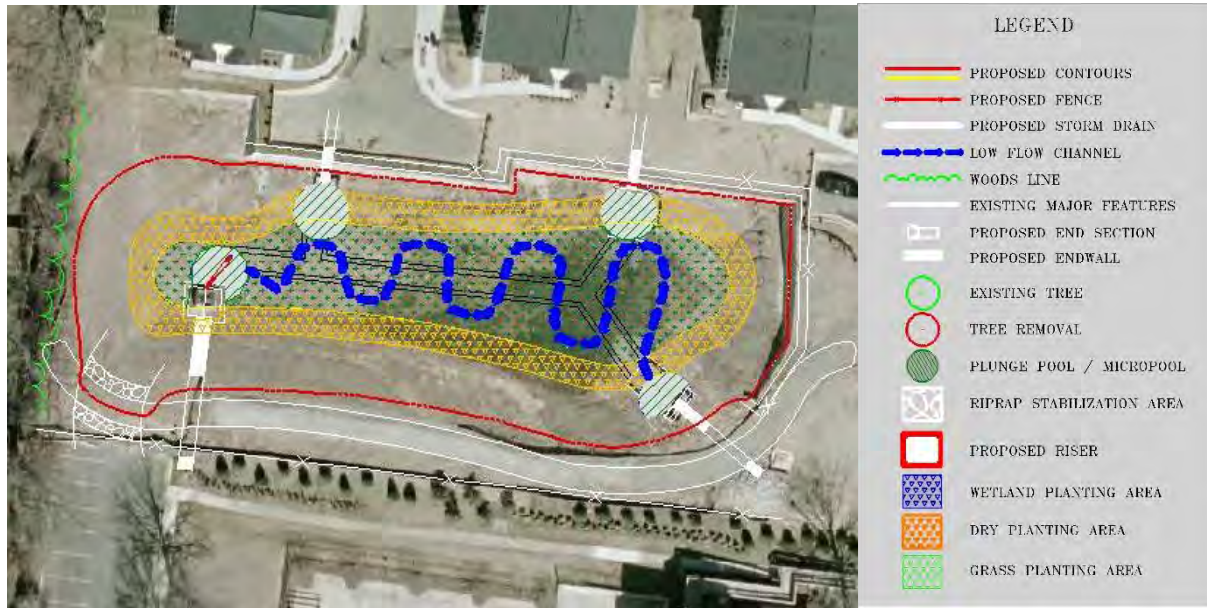 LEGEND
PROPOSED CONTOURS
PROPOSED FENCE
PROPOSED STORM DRAIN
LOW FLOW CHANNEL
WOODS LINE
EXISTING MAJOR FEATURES
PROPOSED END SECTION
PROPOSED ENDWALL
EXISTING TREE
TREE REMOVAL
PLUNGE POOL / MICROPOOL
RIPRAP STABILIZATION AREA
PROPOSED RISER
WETLAND PLANTING AREA
DRY PLANTING AREA
GRASS PLANTING AREA